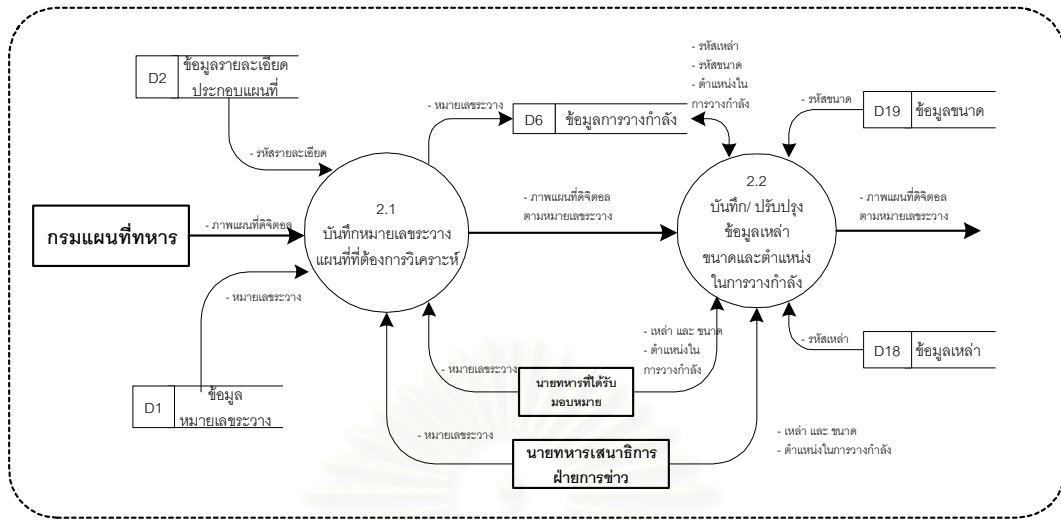 D2
ข้อมูลรายละเอียด
ประกอบแผนที่
- รหัสเหล่า
- รหัสขนาด
- ตำแหน่งใน
การวางกำลัง
- หมายเลขระวาง
D6
ข้อมูลการวางกำลัง
- รหัสขนาด
D19
ข้อมูลขนาด
- รหัสรายละเอียด
กรมแผนที่ทหาร
- ภาพแผนที่ดิจิตอล
2.1
บันทึกหมายเลขระวาง
แผนที่ที่ต้องการวิเคราะห์
- ภาพแผนที่ดิจิตอล
ตามหมายเลขระวาง
2.2
บันทึก/ ปรับปรุง
ข้อมูลเหล่า
ขนาดและตำแหน่ง
ในการวางกำลัง
- ภาพแผนที่ดิจิตอล
ตามหมายเลขระวาง
- หมายเลขระวาง
D1
ข้อมูล
หมายเลขระวาง
- หมายเลขระวาง
นายทหารที่ได้รับ
มอบหมาย
- เหล่า และ ขนาด
- ตำแหน่งใน
การวางกำลัง
- รหัสเหล่า
D18
ข้อมูลเหล่า
- หมายเลขระวาง
นายทหารเสนาธิการ
ฝ่ายการข่าว
- เหล่า และ ขนาด
- ตำแหน่งในการวางกำลัง